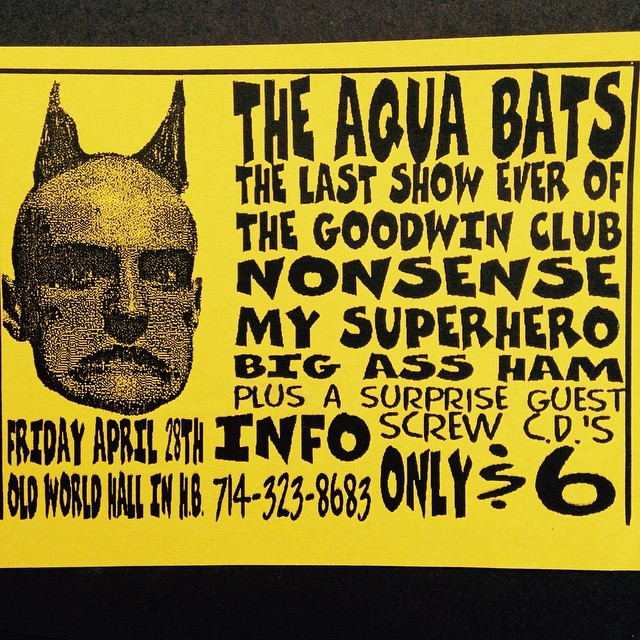 THE AQUA BATS
THE LAST SHOW EVER OF
THE GOODWIN CLUB
NONSENSE
MY SUPERHERO
BIG ASS HAM
PLUS A SURPRISE GUEST
SCREW C.D.'S
FRIDAY APRIL 28TH
OLD WORLD HALL IN H.B.
INFO
714-323-8683
ONLY $6